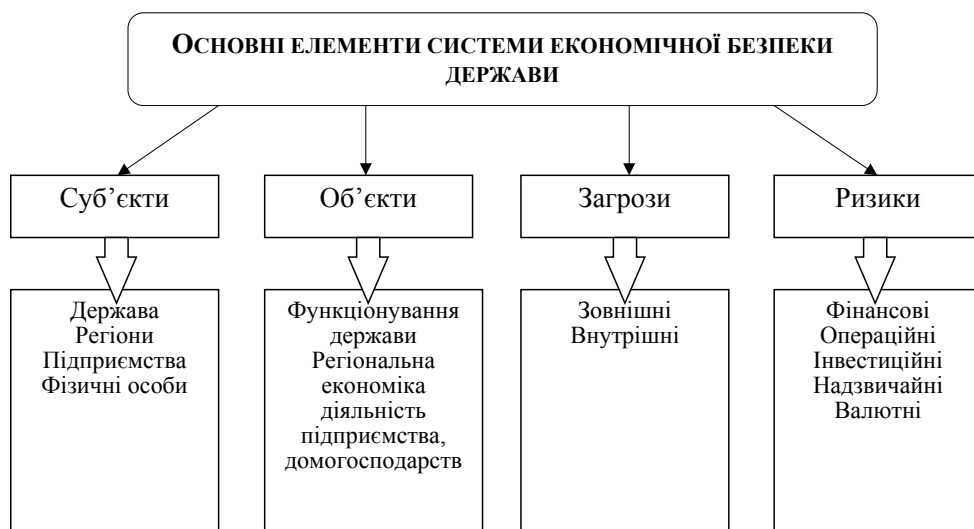 ОСНОВНІ ЕЛЕМЕНТИ СИСТЕМИ ЕКОНОМІЧНОЇ БЕЗПЕКИ
ДЕРЖАВИ
Суб’єкти
Об’єкти
Загрози
Ризики
Держава
Регіони
Підприємства
Фізичні особи
Функціонування
держави
Регіональна
економіка
діяльність
підприємства,
домогосподарств
Зовнішні
Внутрішні
Фінансові
Операційні
Інвестиційні
Надзвичайні
Валютні